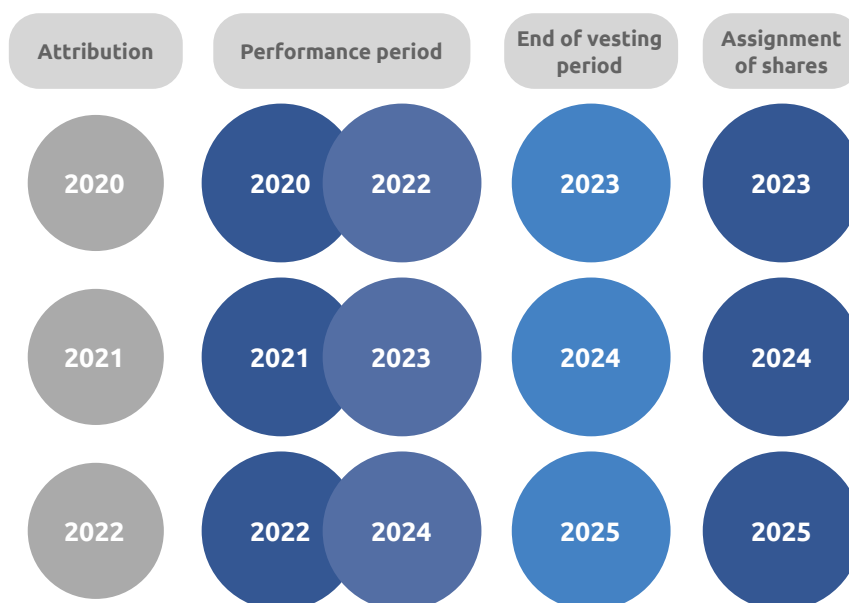 Attribution
Performance period
End of vesting
period
Assignment
of shares
2020 2020 2022 2023 2023
2021 2021 2023 2024 2024
2022 2022 2024 2025 2025